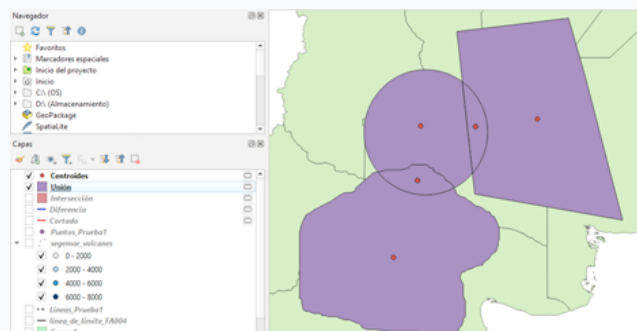 Navegador
Favoritos
Marcadores espaciales
Inicio del proyecto
Inicio
C:\ (OS)
D:\ (Almacenamiento)
GeoPackage
SpatiaLite
Capas
Centroides
Unión
Intersección
Diferencia
Cortado
Puntos_Prueba1
segemar_volcanes
0 - 2000
2000 - 4000
4000 - 6000
6000 - 8000
Lineas_Prueba1
linea_de_limite_FA004